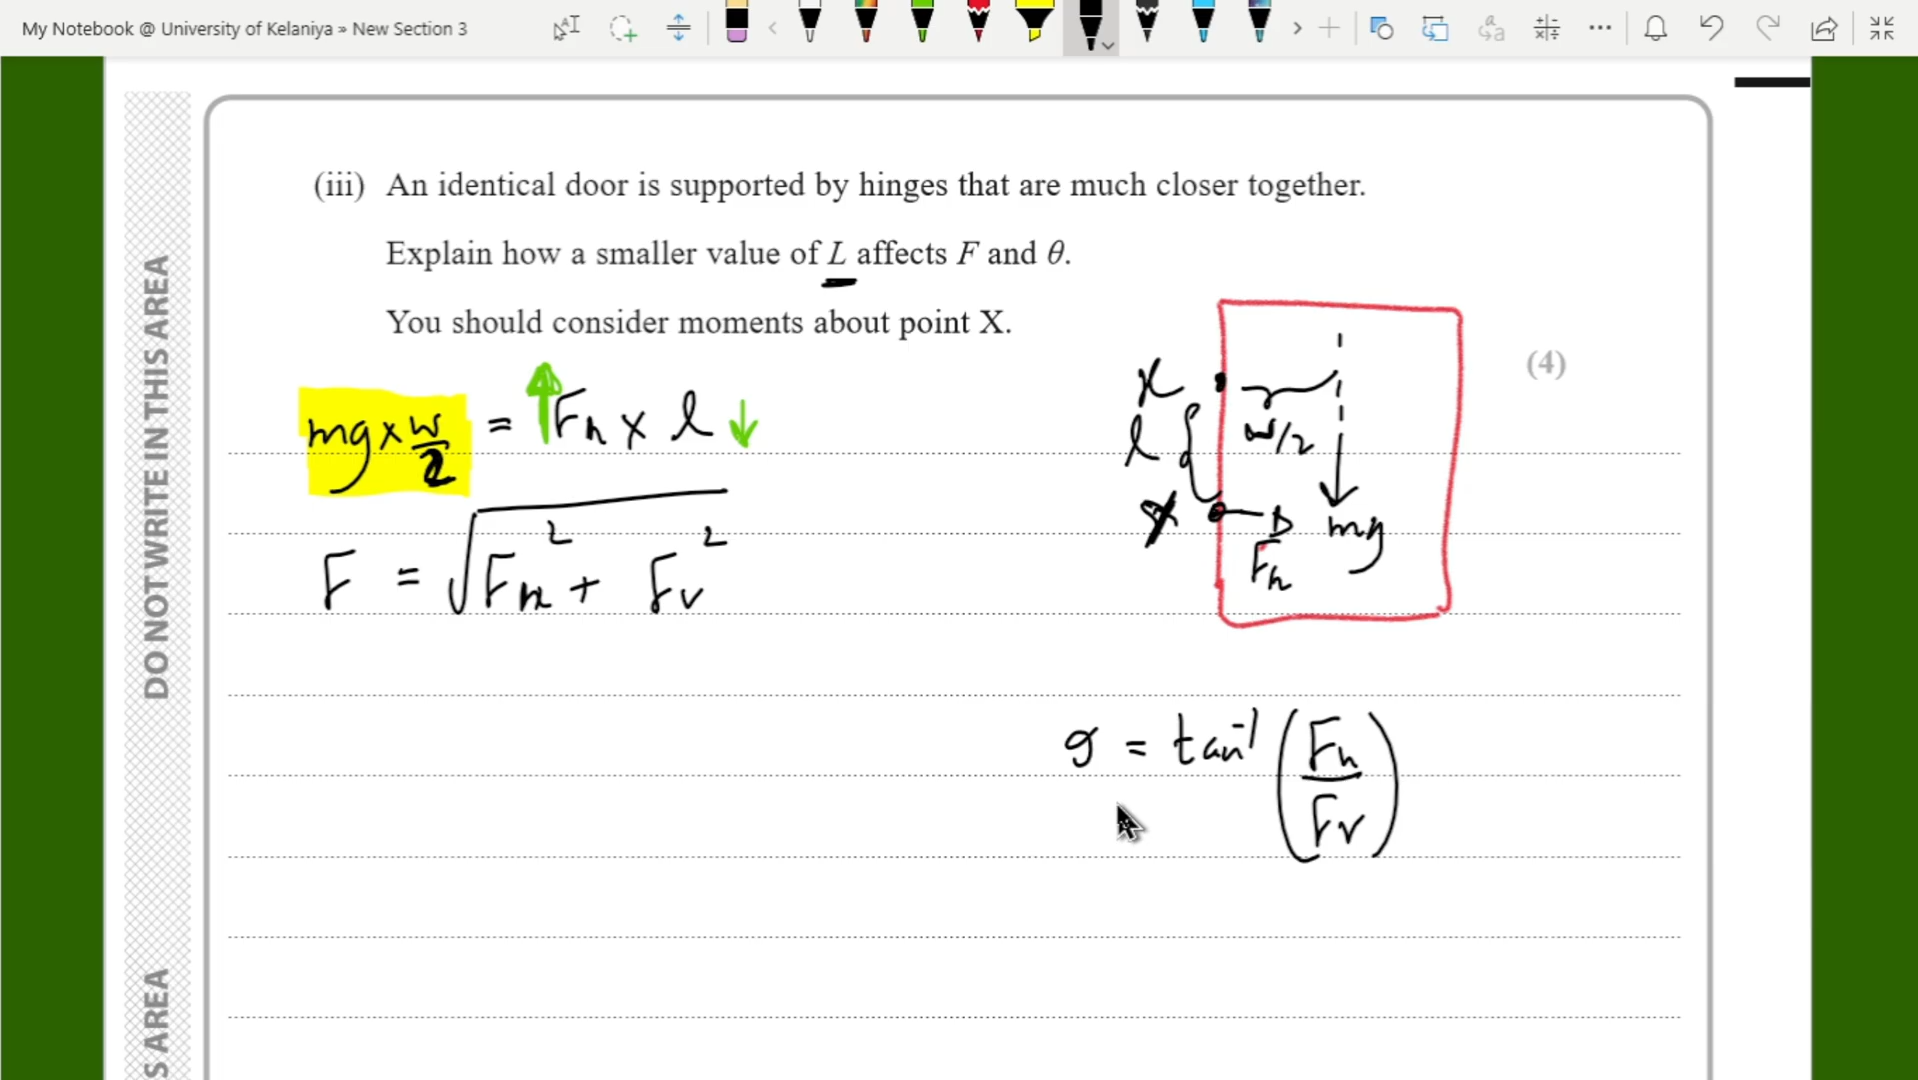 My Notebook @ University of Kelaniya » New Section 3
(iii) An identical door is supported by hinges that are much closer together.
Explain how a smaller value of L affects F and θ.
You should consider moments about point X.
(4)
mg × w/2 = ↑Fh × l ↓
x
l
w/2
mg
Fh
F = √Fh² + Fv²
θ = tan⁻¹ (Fh/Fv)
DO NOT WRITE IN THIS AREA
S AREA